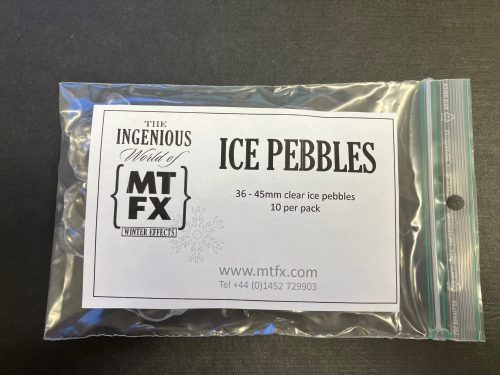 THE
INGENIOUS
World of
MT
FX
WINTER EFFECTS
ICE PEBBLES
36 - 45mm clear ice pebbles
10 per pack
www.mtfx.com
Tel +44 (0)1452 729903